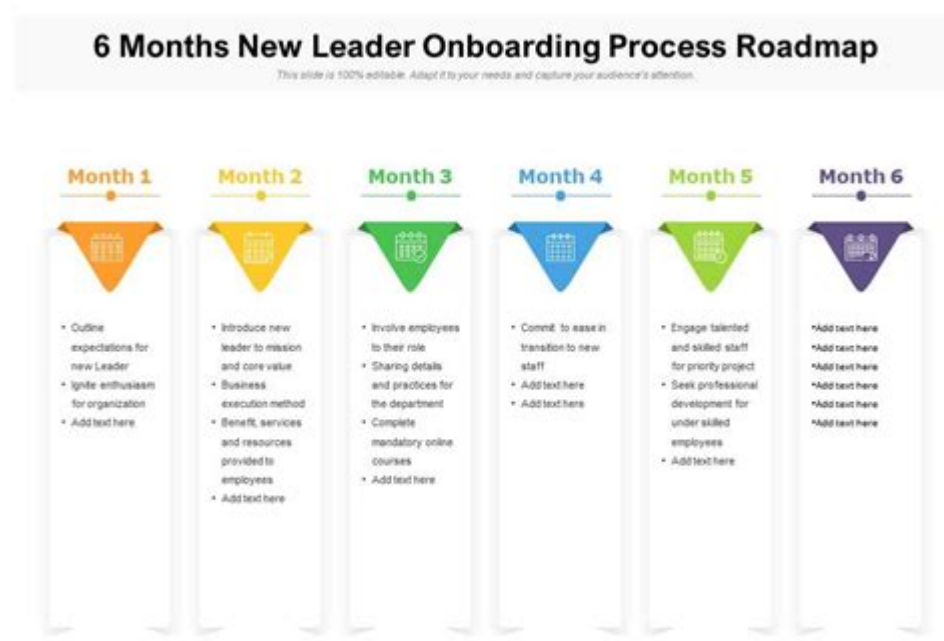 6 Months New Leader Onboarding Process Roadmap
This slide is 100% editable. Adapt it to your needs and capture your audience's attention.
Month 1
• Outline
expectations for
new Leader
• Ignite enthusiasm
for organization
• Add text here
Month 2
• Introduce new
leader to mission
and core value
• Business
execution method
• Benefit, services
and resources
provided to
employees
• Add text here
Month 3
• Involve employees
to their role
• Sharing details
and practices for
the department
• Complete
mandatory online
courses
• Add text here
Month 4
• Commit to ease in
transition to new
staff
• Add text here
• Add text here
Month 5
• Engage talented
and skilled staff
for priority project
• Seek professional
development for
under skilled
employees
• Add text here
Month 6
•Add text here
•Add text here
•Add text here
•Add text here
•Add text here
•Add text here